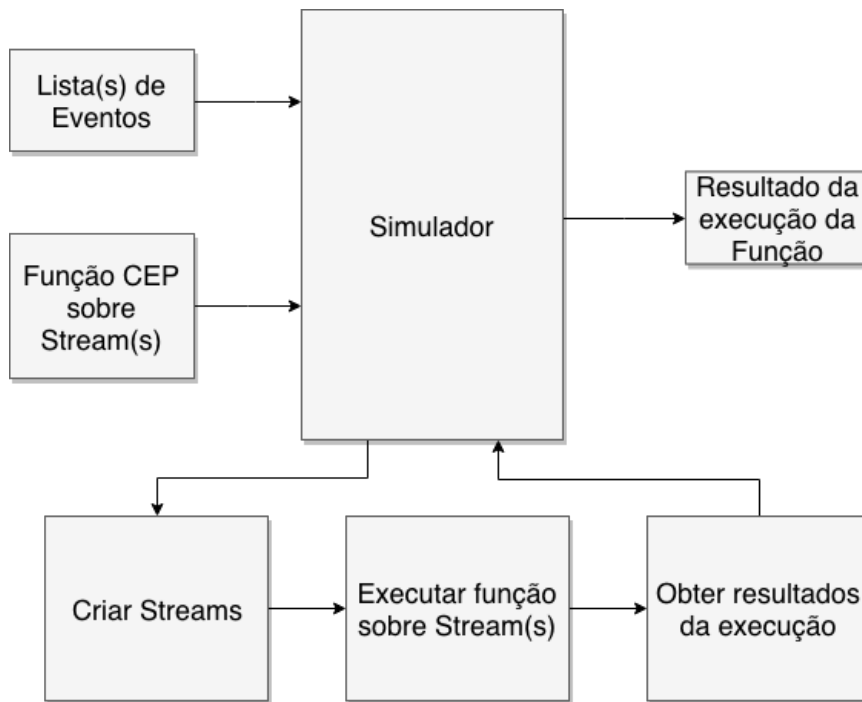 Lista(s) de
Eventos
Função CEP
sobre
Stream(s)
Simulador
Resultado da
execução da
Função
Criar Streams
Executar função
sobre Stream(s)
Obter resultados
da execução